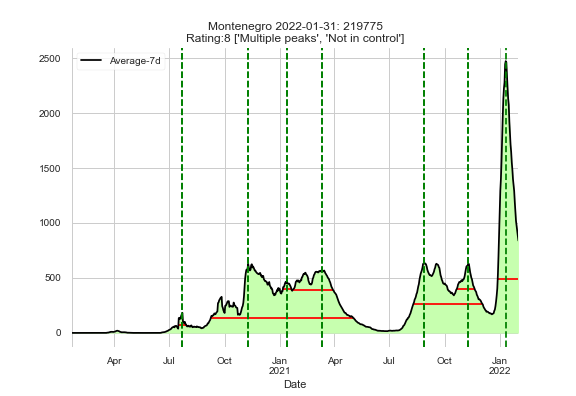 Montenegro 2022-01-31: 219775
Rating:8 ['Multiple peaks', 'Not in control']
Average-7d
2500
2000
1500
1000
500
0
Apr
Jul
Oct
Jan
2021
Apr
Jul
Oct
Jan
2022
Date